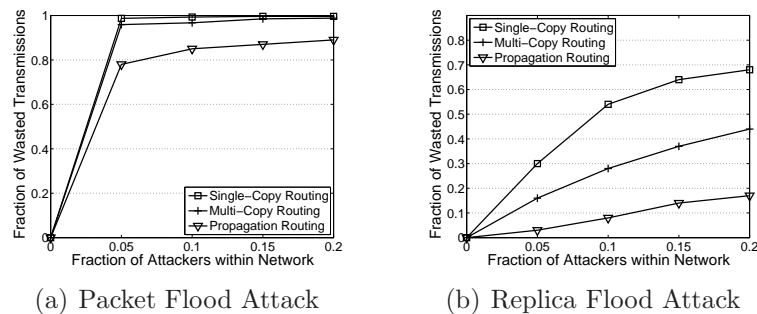 1
0.8
0.6
0.4
0.2
0
Fraction of Wasted Transmissions
Single-Copy Routing
Multi-Copy Routing
Propagation Routing
0 0.05 0.1 0.15 0.2
Fraction of Attackers within Network
(a) Packet Flood Attack
0.8
0.7
0.6
0.5
0.4
0.3
0.2
0.1
0
Fraction of Wasted Transmissions
Single-Copy Routing
Multi-Copy Routing
Propagation Routing
0 0.05 0.1 0.15 0.2
Fraction of Attackers within Network
(b) Replica Flood Attack